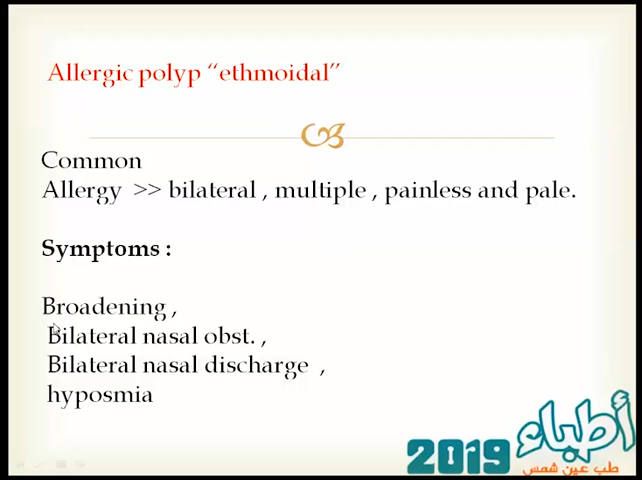 Allergic polyp “ethmoidal”
Common
Allergy >> bilateral , multiple , painless and pale.
Symptoms :
Broadening ,
Bilateral nasal obst. ,
Bilateral nasal discharge ,
hyposmia
أطباء
2019
طب عين شمس